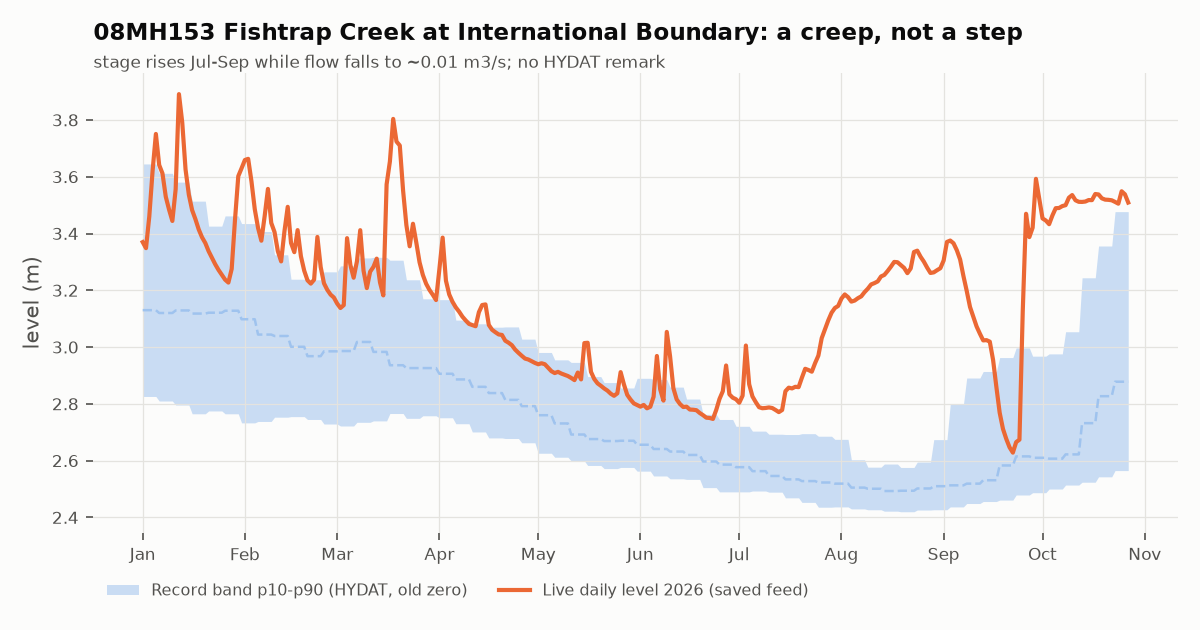 08MH153 Fishtrap Creek at International Boundary: a creep, not a step
stage rises Jul-Sep while flow falls to ~0.01 m3/s; no HYDAT remark
level (m)
3.8
3.6
3.4
3.2
3.0
2.8
2.6
2.4
Jan Feb Mar Apr May Jun Jul Aug Sep Oct Nov
Record band p10-p90 (HYDAT, old zero) Live daily level 2026 (saved feed)